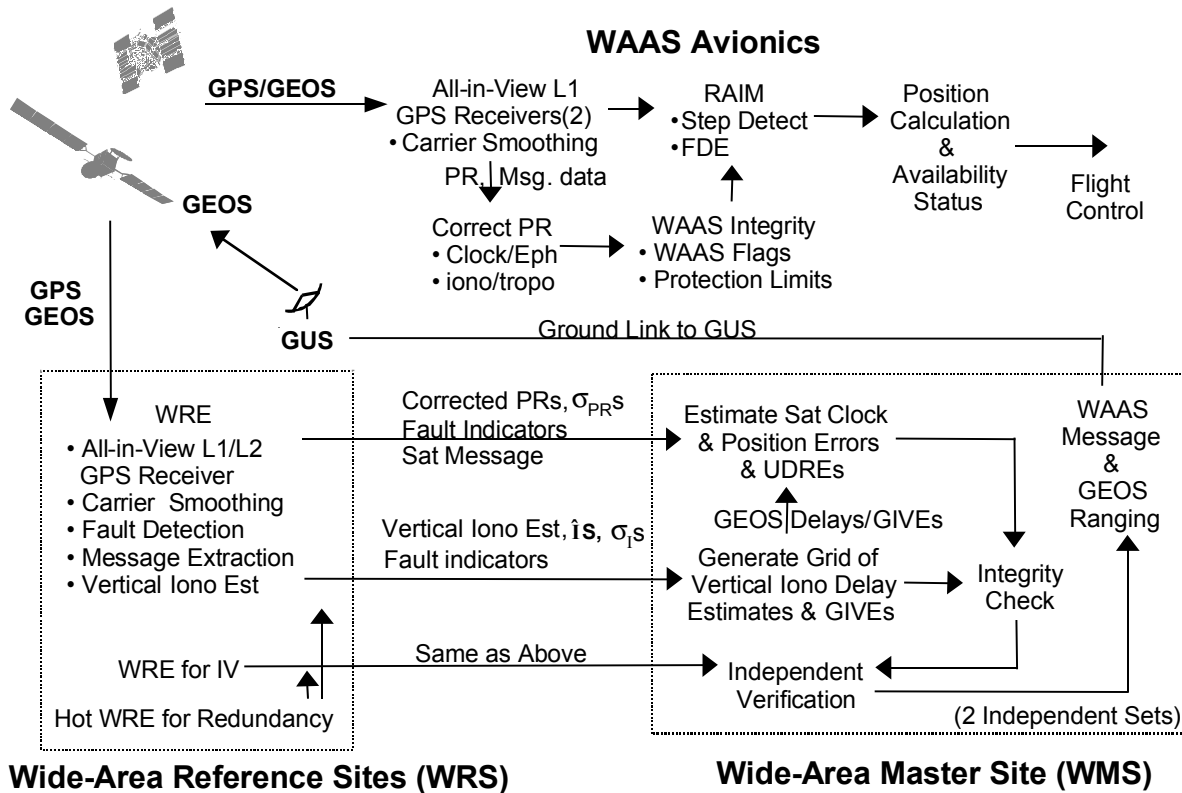 WAAS Avionics
GPS/GEOS
All-in-View L1
GPS Receivers(2)
• Carrier Smoothing
PR, Msg. data
RAIM
•Step Detect
•FDE
Position
Calculation
&
Availability
Status
Flight
Control
Correct PR
• Clock/Eph
• iono/tropo
WAAS Integrity
• WAAS Flags
• Protection Limits
GEOS
GPS
GEOS
GUS
Ground Link to GUS
WRE
• All-in-View L1/L2
GPS Receiver
• Carrier Smoothing
• Fault Detection
• Message Extraction
• Vertical Iono Est
WRE for IV
Hot WRE for Redundancy
Corrected PRs, σPRs
Fault Indicators
Sat Message
Vertical Iono Est, îs, σIs
Fault indicators
Same as Above
Estimate Sat Clock
& Position Errors
& UDREs
GEOS Delays/GIVEs
Generate Grid of
Vertical Iono Delay
Estimates & GIVEs
Integrity
Check
Independent
Verification
WAAS
Message
&
GEOS
Ranging
(2 Independent Sets)
Wide-Area Reference Sites (WRS)
Wide-Area Master Site (WMS)